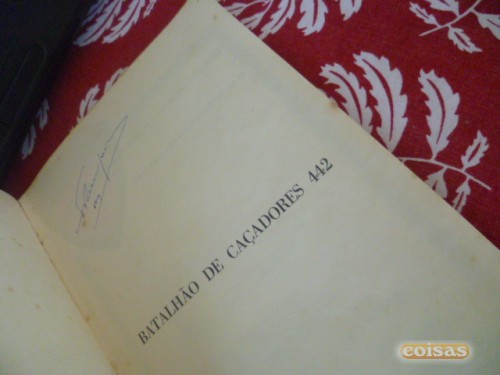 BATALHÃO DE CAÇADORES 442
coisas